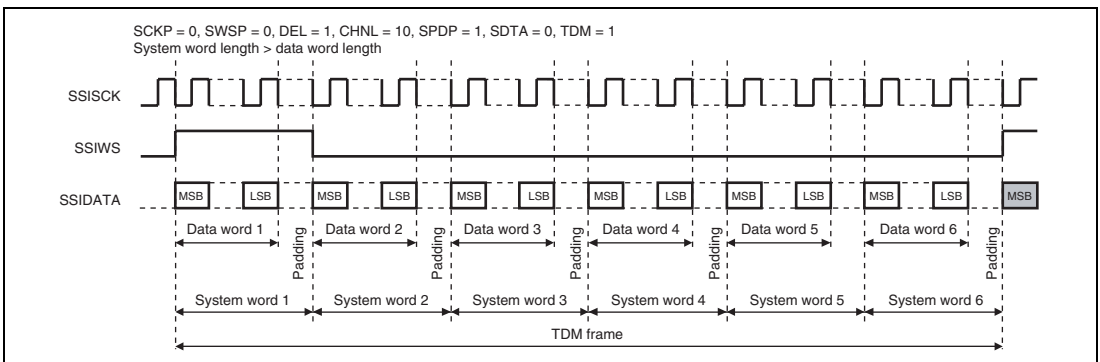 SCKP = 0, SWSP = 0, DEL = 1, CHNL = 10, SPDP = 1, SDTA = 0, TDM = 1
System word length > data word length
SSISCK
SSIWS
SSIDATA
MSB LSB MSB LSB MSB LSB MSB LSB MSB LSB MSB LSB MSB
Data word 1 Padding Data word 2 Padding Data word 3 Padding Data word 4 Padding Data word 5 Data word 6 Padding
System word 1 System word 2 System word 3 System word 4 System word 5 System word 6
TDM frame